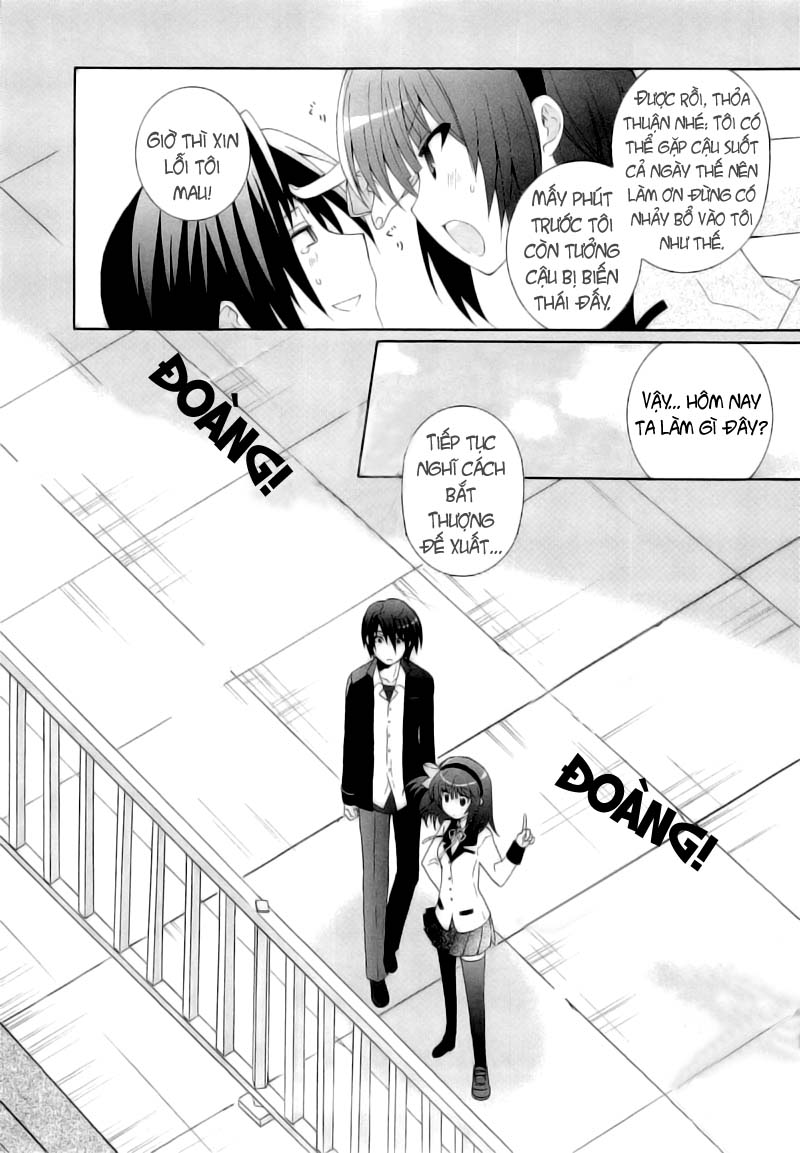 ĐƯỢC RỒI, THỎA
THUẬN NHÉ; TÔI CÓ
THỂ GẶP CẬU SUỐT
CẢ NGÀY THẾ NÊN
LÀM ƠN ĐỪNG CÓ
NHẢY BỔ VÀO TÔI
NHƯ THẾ.
MẤY PHÚT
TRƯỚC TÔI
CÒN TƯỞNG
CẬU BỊ BIẾN
THÁI ĐẤY.
GIỜ THÌ XIN
LỖI TÔI
MAU!
VẬY... HÔM NAY
TA LÀM GÌ ĐÂY?
TIẾP TỤC
NGHĨ CÁCH
BẮT
THƯỢNG
ĐẾ XUẤT...
ĐOÀNG!
ĐOÀNG!